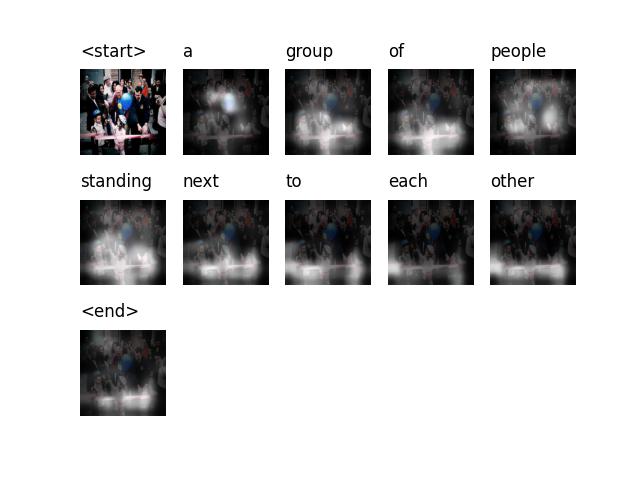 <start> a group of people
standing next to each other
<end>